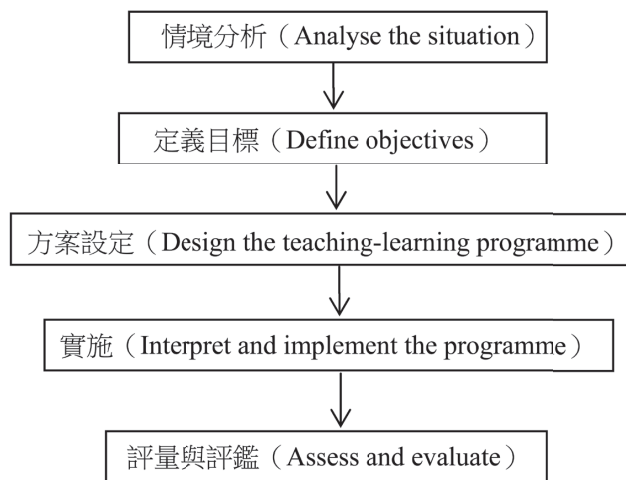 情境分析（Analyse the situation）
定義目標（Define objectives）
方案設定（Design the teaching-learning programme）
實施（Interpret and implement the programme）
評量與評鑑（Assess and evaluate）